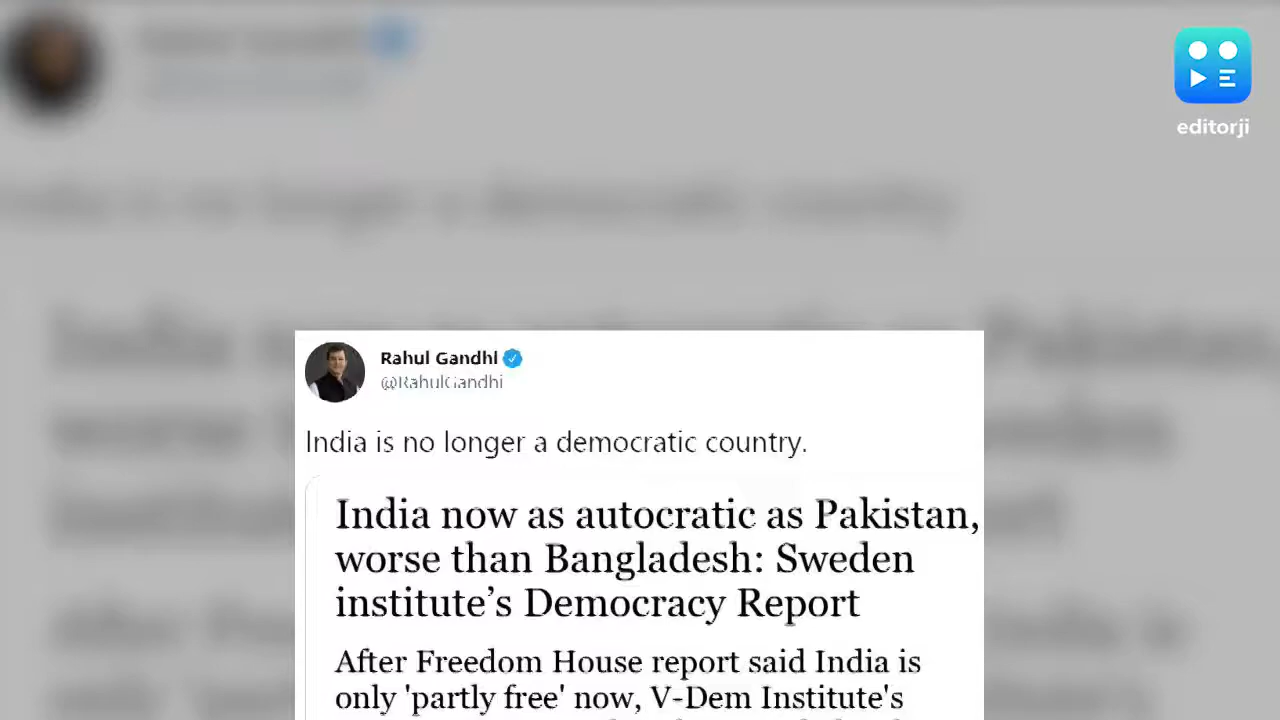 editorji
Rahul Gandhi
@RahulGandhi
India is no longer a democratic country.
India now as autocratic as Pakistan,
worse than Bangladesh: Sweden
institute’s Democracy Report
After Freedom House report said India is
only 'partly free' now, V-Dem Institute's